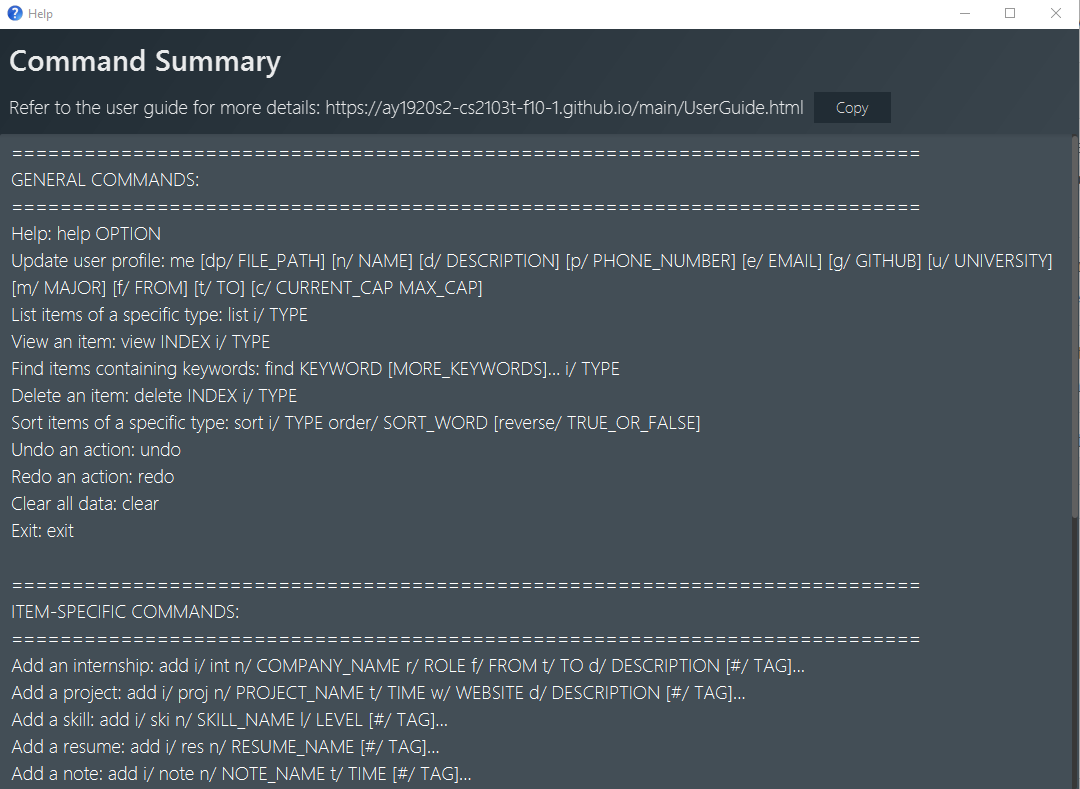 Help
Command Summary
Refer to the user guide for more details: https://ay1920s2-cs2103t-f10-1.github.io/main/UserGuide.html Copy
===========================================================================
GENERAL COMMANDS:
===========================================================================
Help: help OPTION
Update user profile: me [dp/ FILE_PATH] [n/ NAME] [d/ DESCRIPTION] [p/ PHONE_NUMBER] [e/ EMAIL] [g/ GITHUB] [u/ UNIVERSITY]
[m/ MAJOR] [f/ FROM] [t/ TO] [c/ CURRENT_CAP MAX_CAP]
List items of a specific type: list i/ TYPE
View an item: view INDEX i/ TYPE
Find items containing keywords: find KEYWORD [MORE_KEYWORDS]... i/ TYPE
Delete an item: delete INDEX i/ TYPE
Sort items of a specific type: sort i/ TYPE order/ SORT_WORD [reverse/ TRUE_OR_FALSE]
Undo an action: undo
Redo an action: redo
Clear all data: clear
Exit: exit
===========================================================================
ITEM-SPECIFIC COMMANDS:
===========================================================================
Add an internship: add i/ int n/ COMPANY_NAME r/ ROLE f/ FROM t/ TO d/ DESCRIPTION [#/ TAG]...
Add a project: add i/ proj n/ PROJECT_NAME t/ TIME w/ WEBSITE d/ DESCRIPTION [#/ TAG]...
Add a skill: add i/ ski n/ SKILL_NAME l/ LEVEL [#/ TAG]...
Add a resume: add i/ res n/ RESUME_NAME [#/ TAG]...
Add a note: add i/ note n/ NOTE_NAME t/ TIME [#/ TAG]...